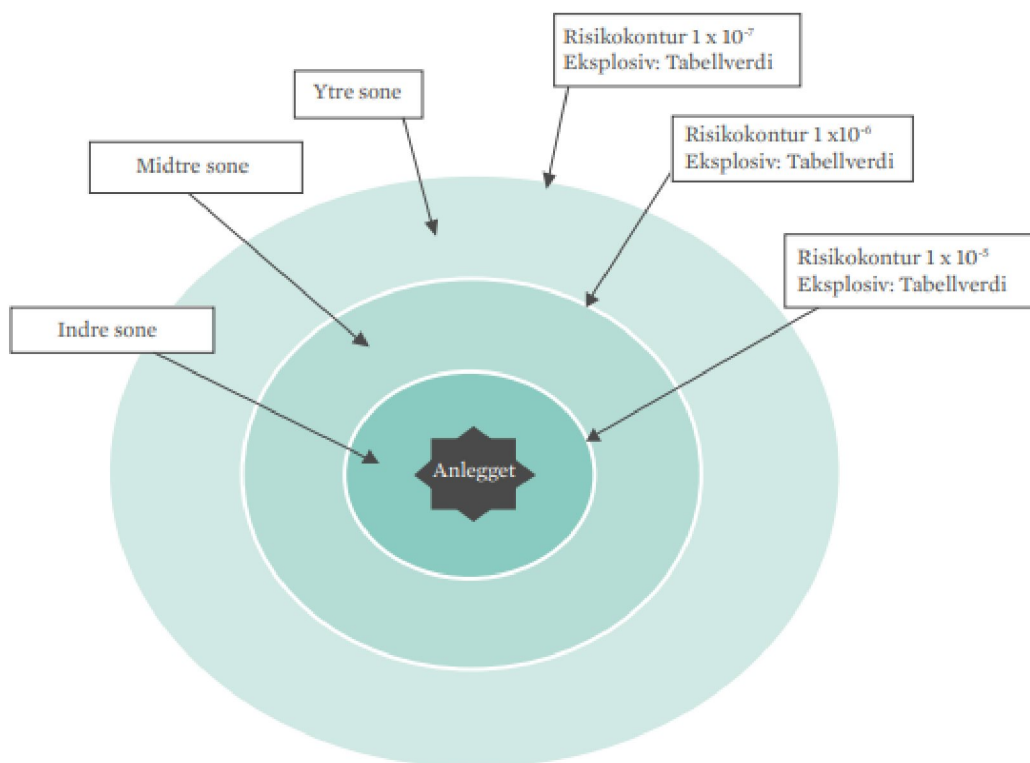 Risikokontur 1 x 10⁻⁷
Eksplosiv: Tabellverdi
Ytre sone
Risikokontur 1 x10⁻⁶
Eksplosiv: Tabellverdi
Midtre sone
Risikokontur 1 x 10⁻⁵
Eksplosiv: Tabellverdi
Indre sone
Anlegget